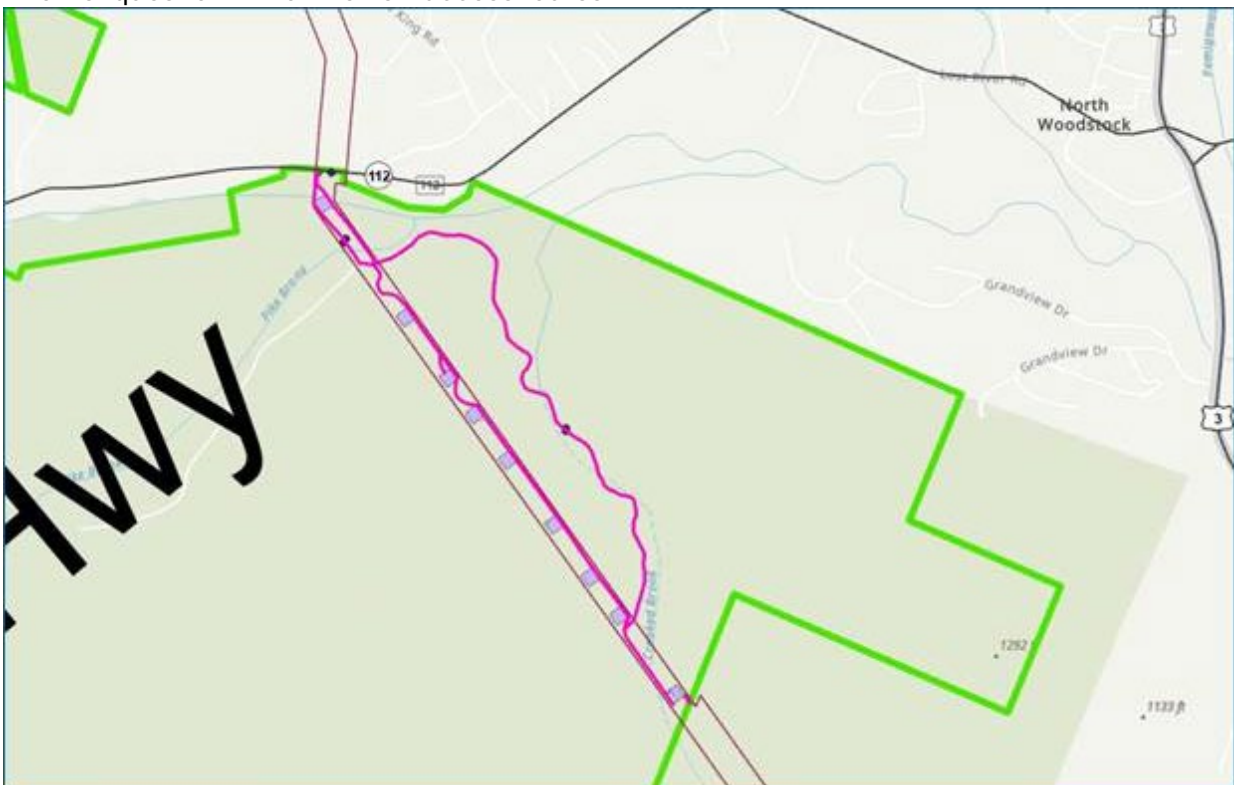 King Rd
3
Lost River Rd
North
Woodstock
112
112
Pike Brook
Grandview Dr
Grandview Dr
3
Hwy
Crooked Brook
1133 ft